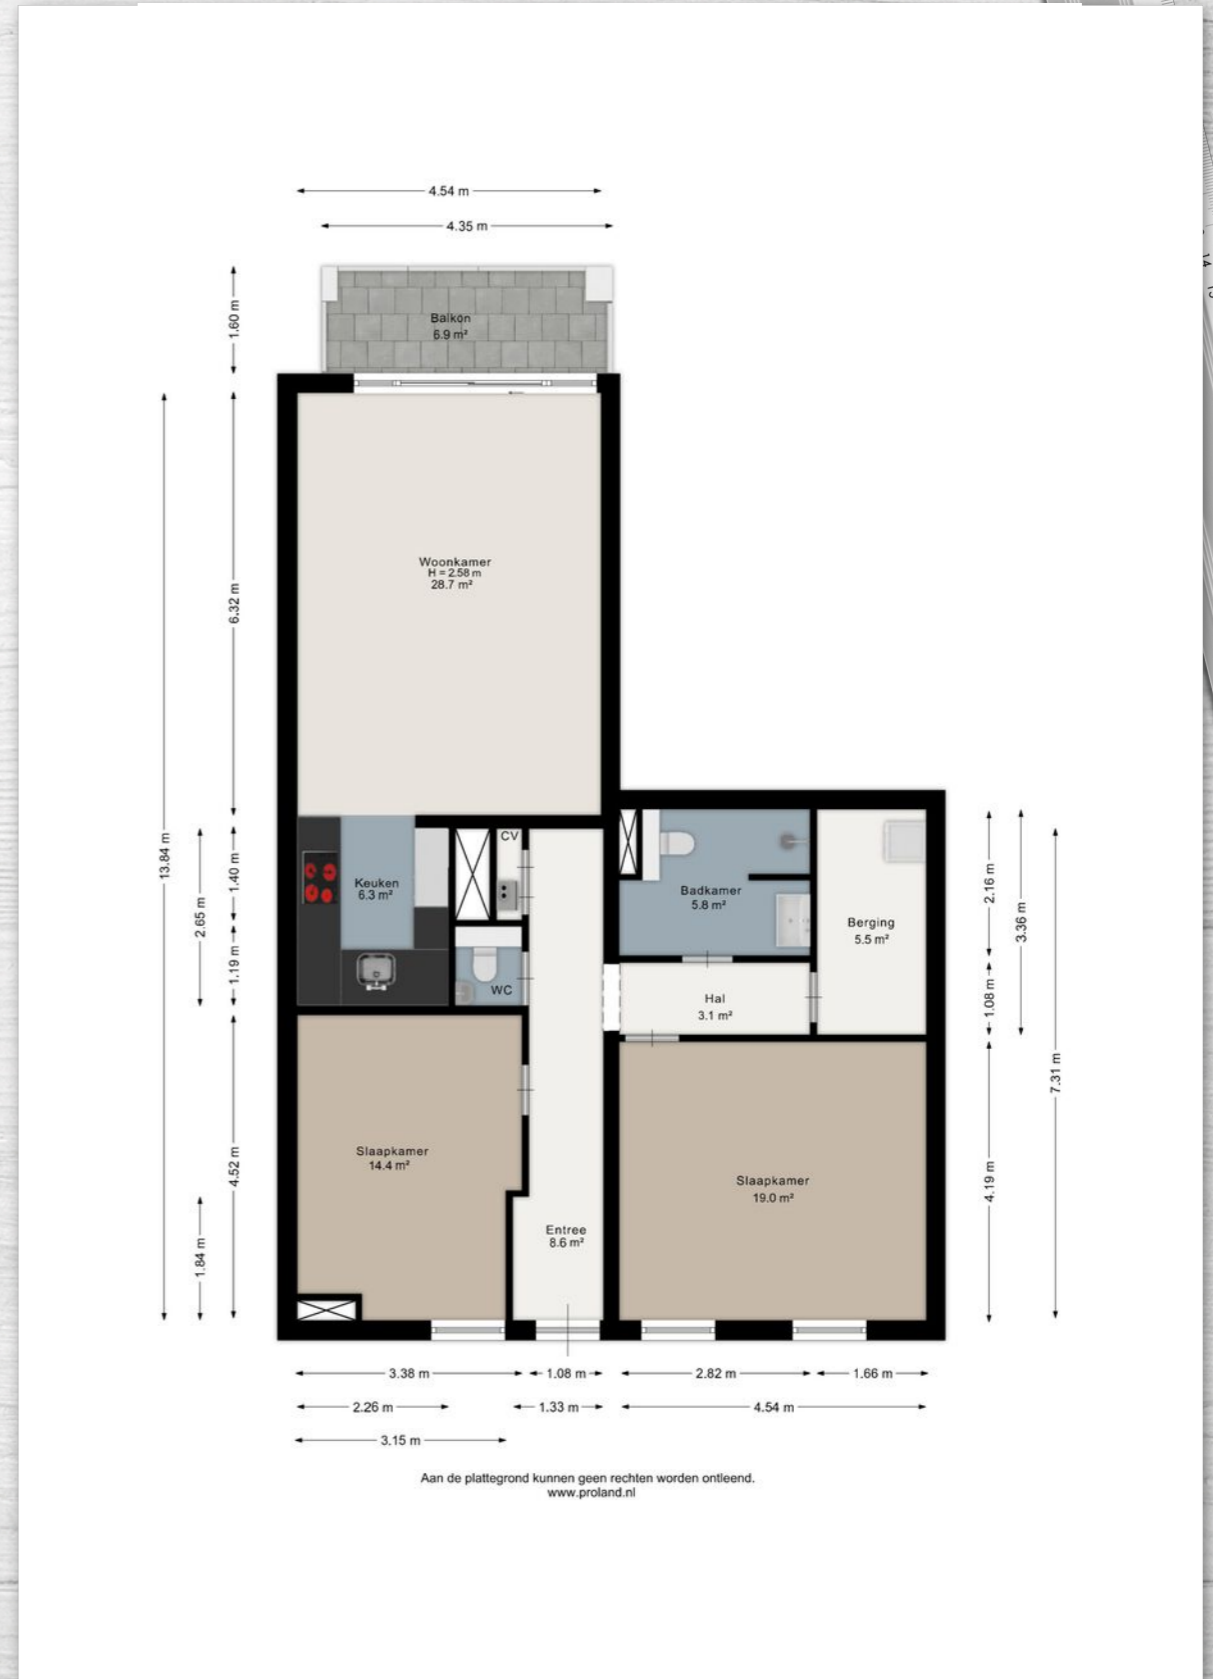 4.54 m
4.35 m
1.60 m
Balkon
6.9 m²
14
13.84 m
6.32 m
Woonkamer
H = 2.58 m
28.7 m²
2.65 m
1.40 m
1.19 m
Keuken
6.3 m²
CV
WC
Badkamer
5.8 m²
Berging
5.5 m²
Hal
3.1 m²
2.16 m
3.36 m
1.08 m
7.31 m
4.52 m
1.84 m
Slaapkamer
14.4 m²
Entree
8.6 m²
Slaapkamer
19.0 m²
4.19 m
3.38 m
1.08 m
2.82 m
1.66 m
2.26 m
1.33 m
4.54 m
3.15 m
Aan de plattegrond kunnen geen rechten worden ontleend.
www.proland.nl